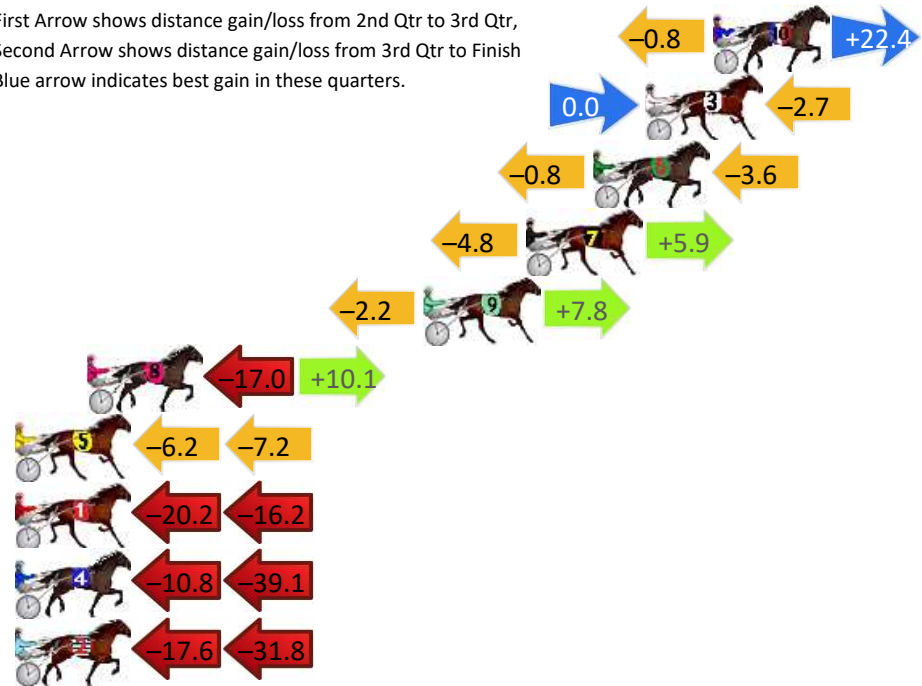 First Arrow shows distance gain/loss from 2nd Qtr to 3rd Qtr,
Second Arrow shows distance gain/loss from 3rd Qtr to Finish
Blue arrow indicates best gain in these quarters.
–0.8 10 +22.4
0.0 3 –2.7
–0.8 6 –3.6
–4.8 7 +5.9
–2.2 9 +7.8
8 –17.0 +10.1
5 –6.2 –7.2
1 –20.2 –16.2
4 –10.8 –39.1
2 –17.6 –31.8